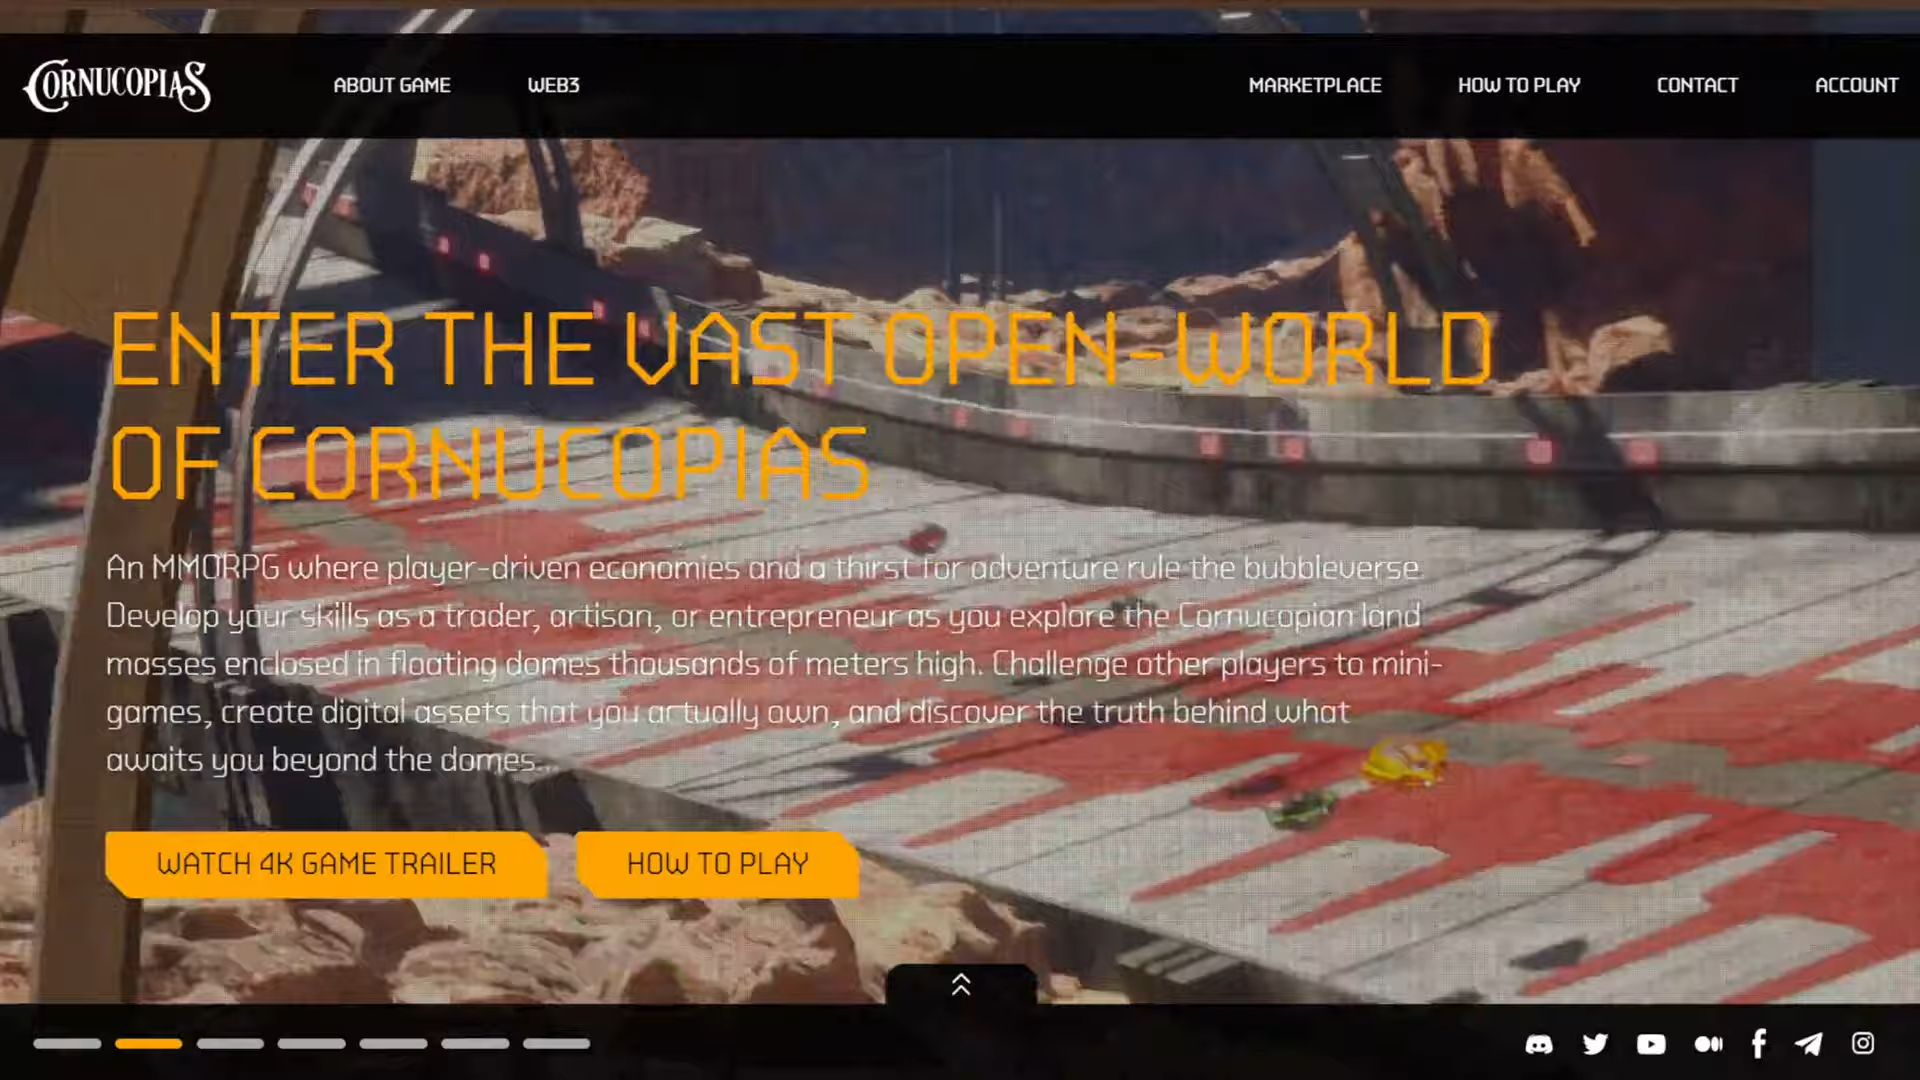 CORNUCOPIAS
ABOUT GAME
WEB3
MARKETPLACE
HOW TO PLAY
CONTACT
ACCOUNT
ENTER THE VAST OPEN-WORLD
OF CORNUCOPIAS
An MMORPG where player-driven economies and a thirst for adventure rule the bubbleverse.
Develop your skills as a trader, artisan, or entrepreneur as you explore the Cornucopian land
masses enclosed in floating domes thousands of meters high. Challenge other players to mini-
games, create digital assets that you actually own, and discover the truth behind what
awaits you beyond the domes...
WATCH 4K GAME TRAILER
HOW TO PLAY